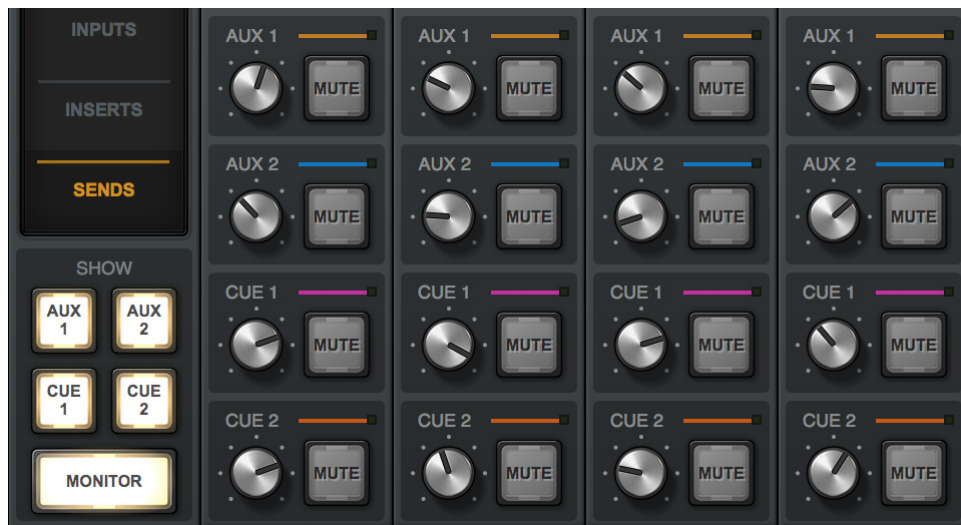 INPUTS
INSERTS
SENDS
SHOW
AUX
1
AUX
2
CUE
1
CUE
2
MONITOR
AUX 1
MUTE
AUX 1
MUTE
AUX 1
MUTE
AUX 1
MUTE
AUX 2
MUTE
AUX 2
MUTE
AUX 2
MUTE
AUX 2
MUTE
CUE 1
MUTE
CUE 1
MUTE
CUE 1
MUTE
CUE 1
MUTE
CUE 2
MUTE
CUE 2
MUTE
CUE 2
MUTE
CUE 2
MUTE